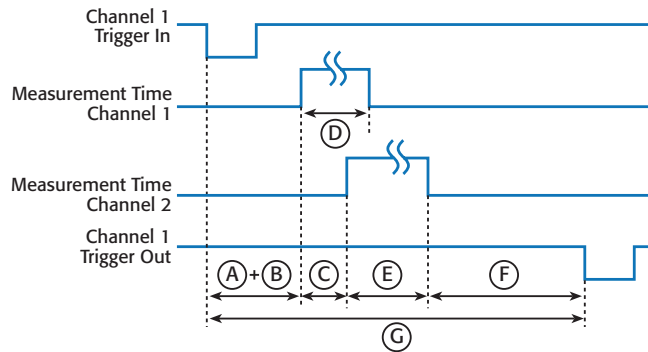 Channel 1
Trigger In
Measurement Time
Channel 1
D
Measurement Time
Channel 2
Channel 1
Trigger Out
A + B C E F
G